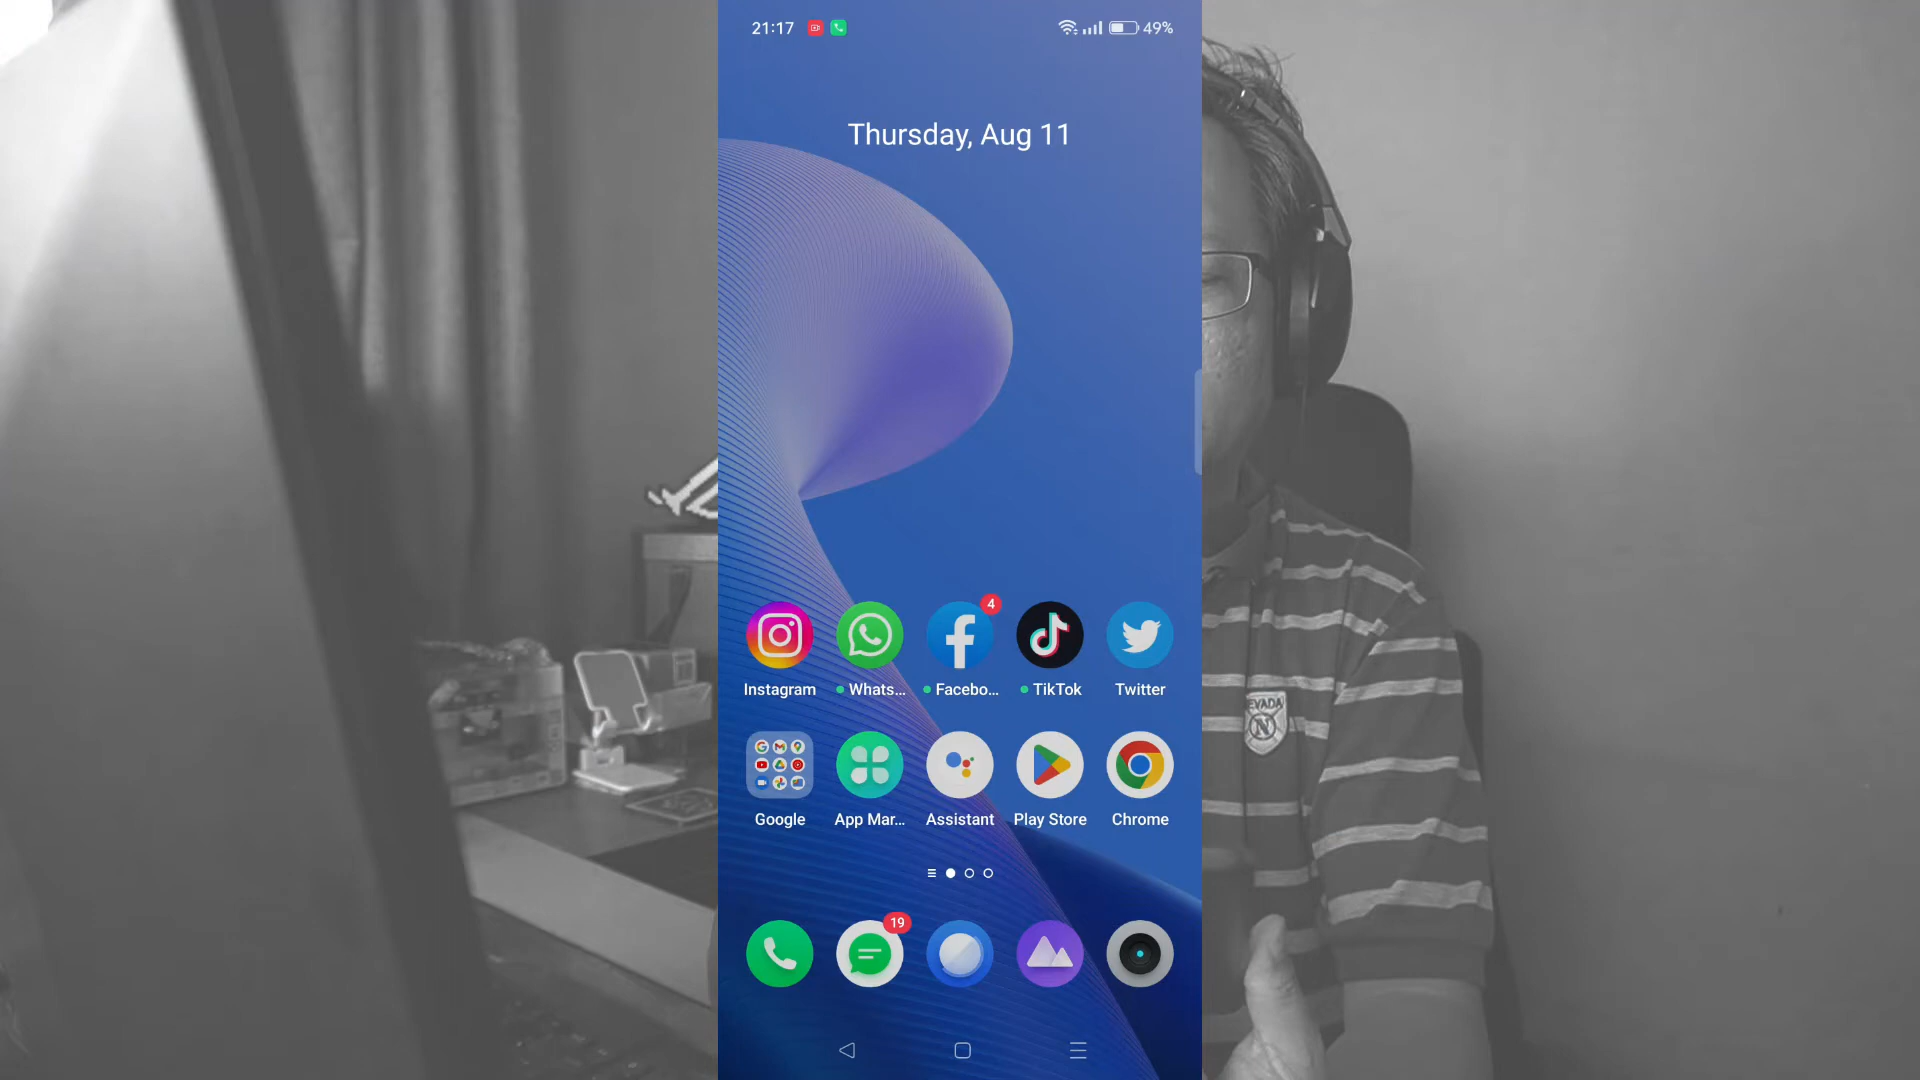 21:17 49%
Thursday, Aug 11
4
Instagram Whats... Facebo... TikTok Twitter
Google App Mar... Assistant Play Store Chrome
19
EVADA
N